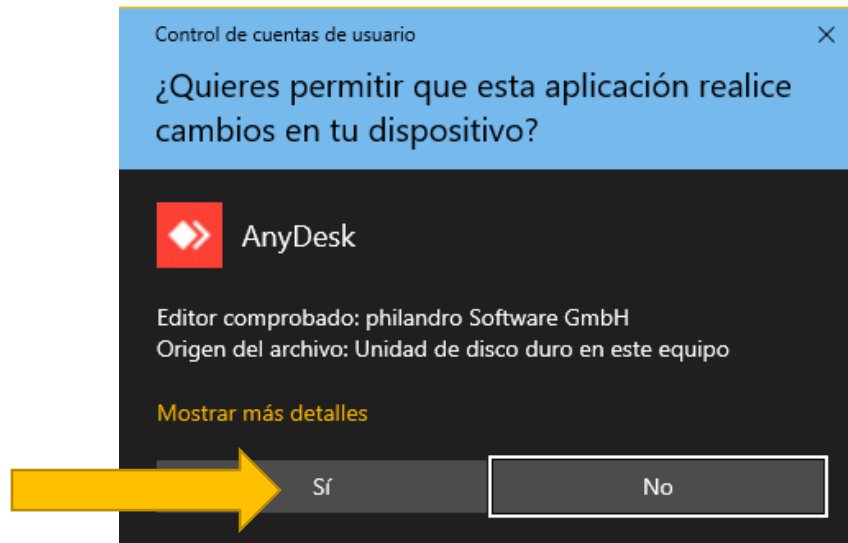 Control de cuentas de usuario
¿Quieres permitir que esta aplicación realice
cambios en tu dispositivo?
AnyDesk
Editor comprobado: philandro Software GmbH
Origen del archivo: Unidad de disco duro en este equipo
Mostrar más detalles
Sí
No